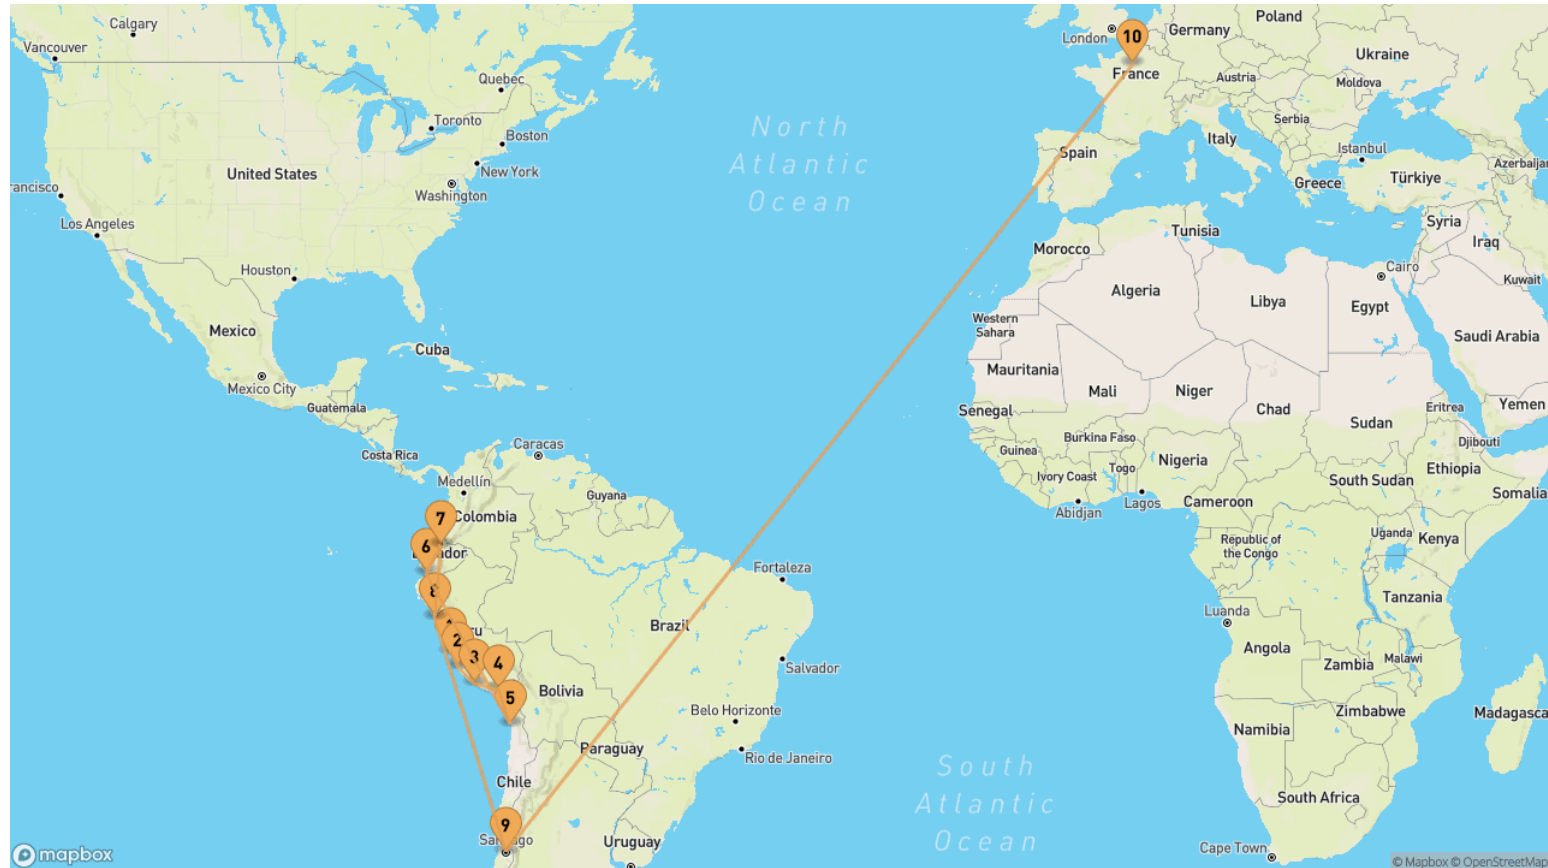 Calgary
Vancouver
Quebec
Toronto
Boston
New York
Washington
United States
rancisco
Los Angeles
Houston
Mexico
Mexico City
Cuba
Guatemala
Costa Rica
Caracas
Medellín
Colombia
Guyana
North
Atlantic
Ocean
London
10
France
Germany
Poland
Ukraine
Austria
Moldova
Serbia
Italy
Spain
Istanbul
Greece
Türkiye
Azerbaijan
Syria
Iraq
Tunisia
Morocco
Cairo
Kuwait
Algeria
Libya
Egypt
Western
Sahara
Saudi Arabia
Mauritania
Mali
Niger
Chad
Sudan
Eritrea
Yemen
Senegal
Burkina Faso
Guinea
Djibouti
Nigeria
Togo
Ivory Coast
Ethiopia
South Sudan
Somalia
Cameroon
Lagos
Abidjan
Uganda
Kenya
Republic of
the Congo
Tanzania
Luanda
Angola
Zambia
Malawi
Zimbabwe
Madagasca
Namibia
South Africa
Cape Town
7
6
8
2
3
4
5
Fortaleza
Brazil
Salvador
Bolivia
Belo Horizonte
Rio de Janeiro
Paraguay
Chile
9
Uruguay
South
Atlantic
Ocean
mapbox
© Mapbox © OpenStreetMap